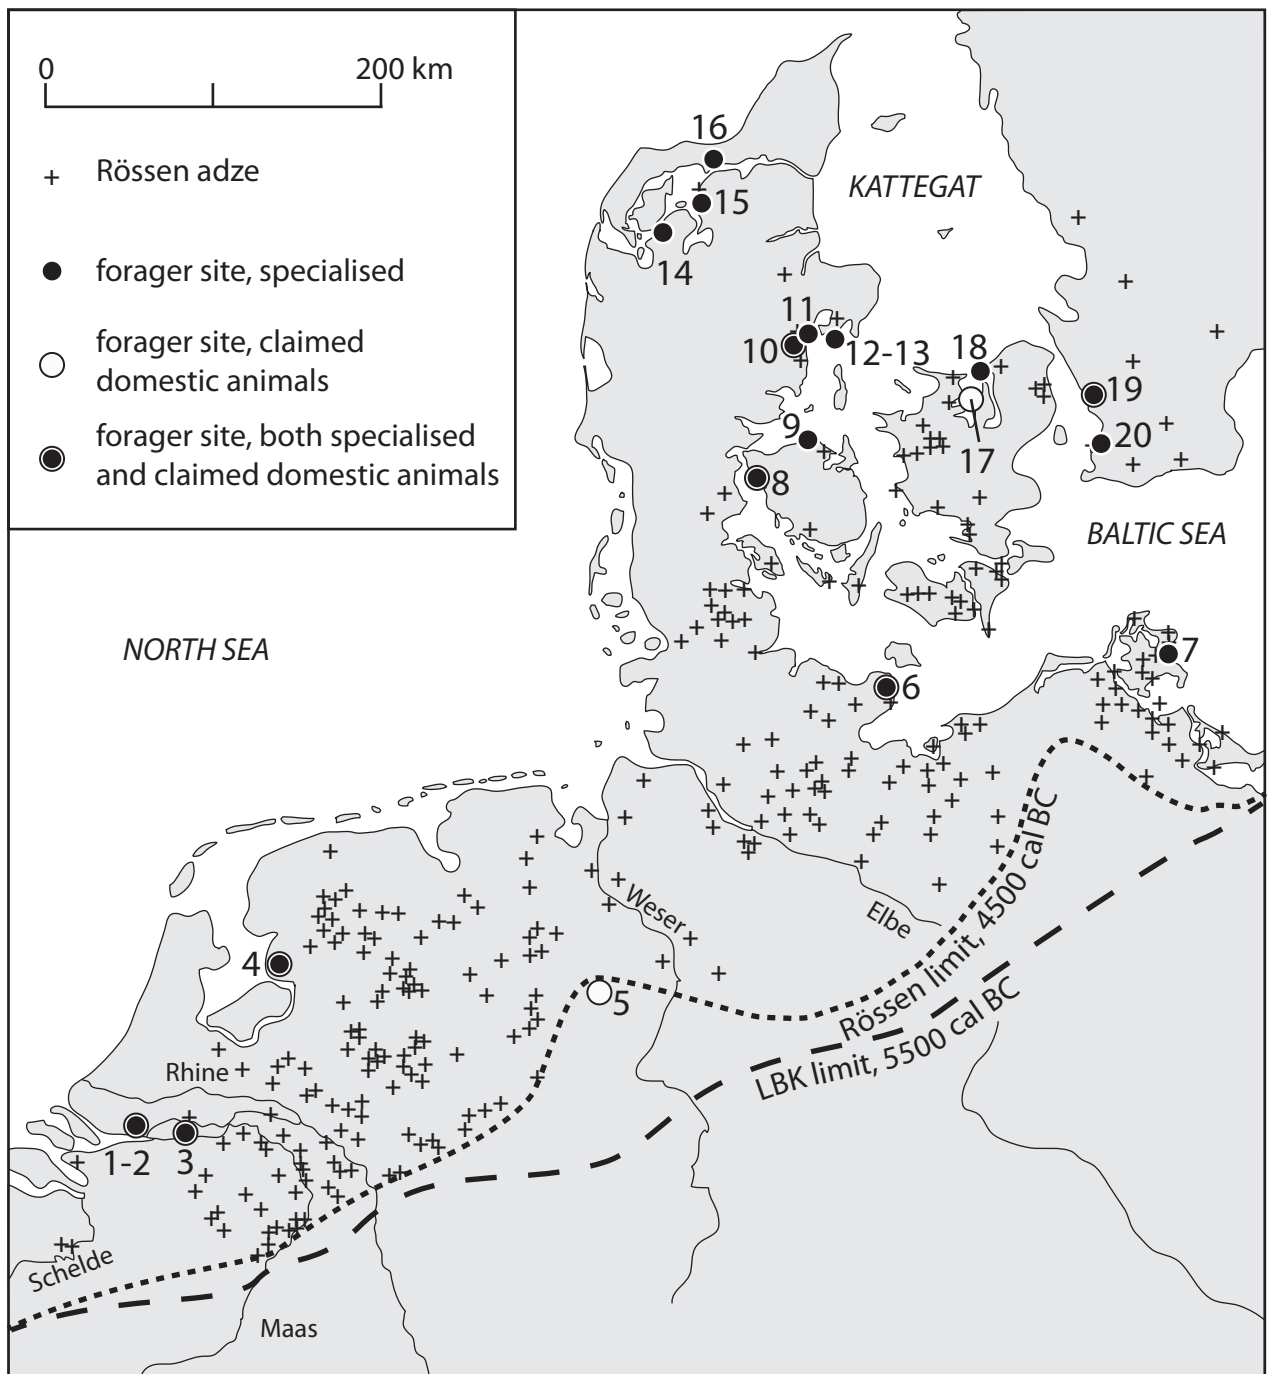 0 200 km
Rössen adze
forager site, specialised
forager site, claimed
domestic animals
forager site, both specialised
and claimed domestic animals
16
KATTEGAT
15
14
11
10
12-13
18
19
9
20
17
8
BALTIC SEA
NORTH SEA
7
6
Weser
Elbe
4
5
Rössen limit, 4500 cal BC
LBK limit, 5500 cal BC
Rhine
1-2
3
Schelde
Maas